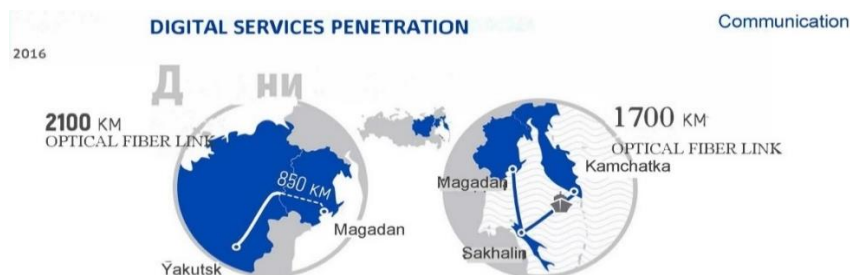 DIGITAL SERVICES PENETRATION
Communication
2016
Д ни
2100 KM
OPTICAL FIBER LINK
1700 KM
OPTICAL FIBER LINK
850 KM
Magadan
Yakutsk
Kamchatka
Magadan
Sakhalin